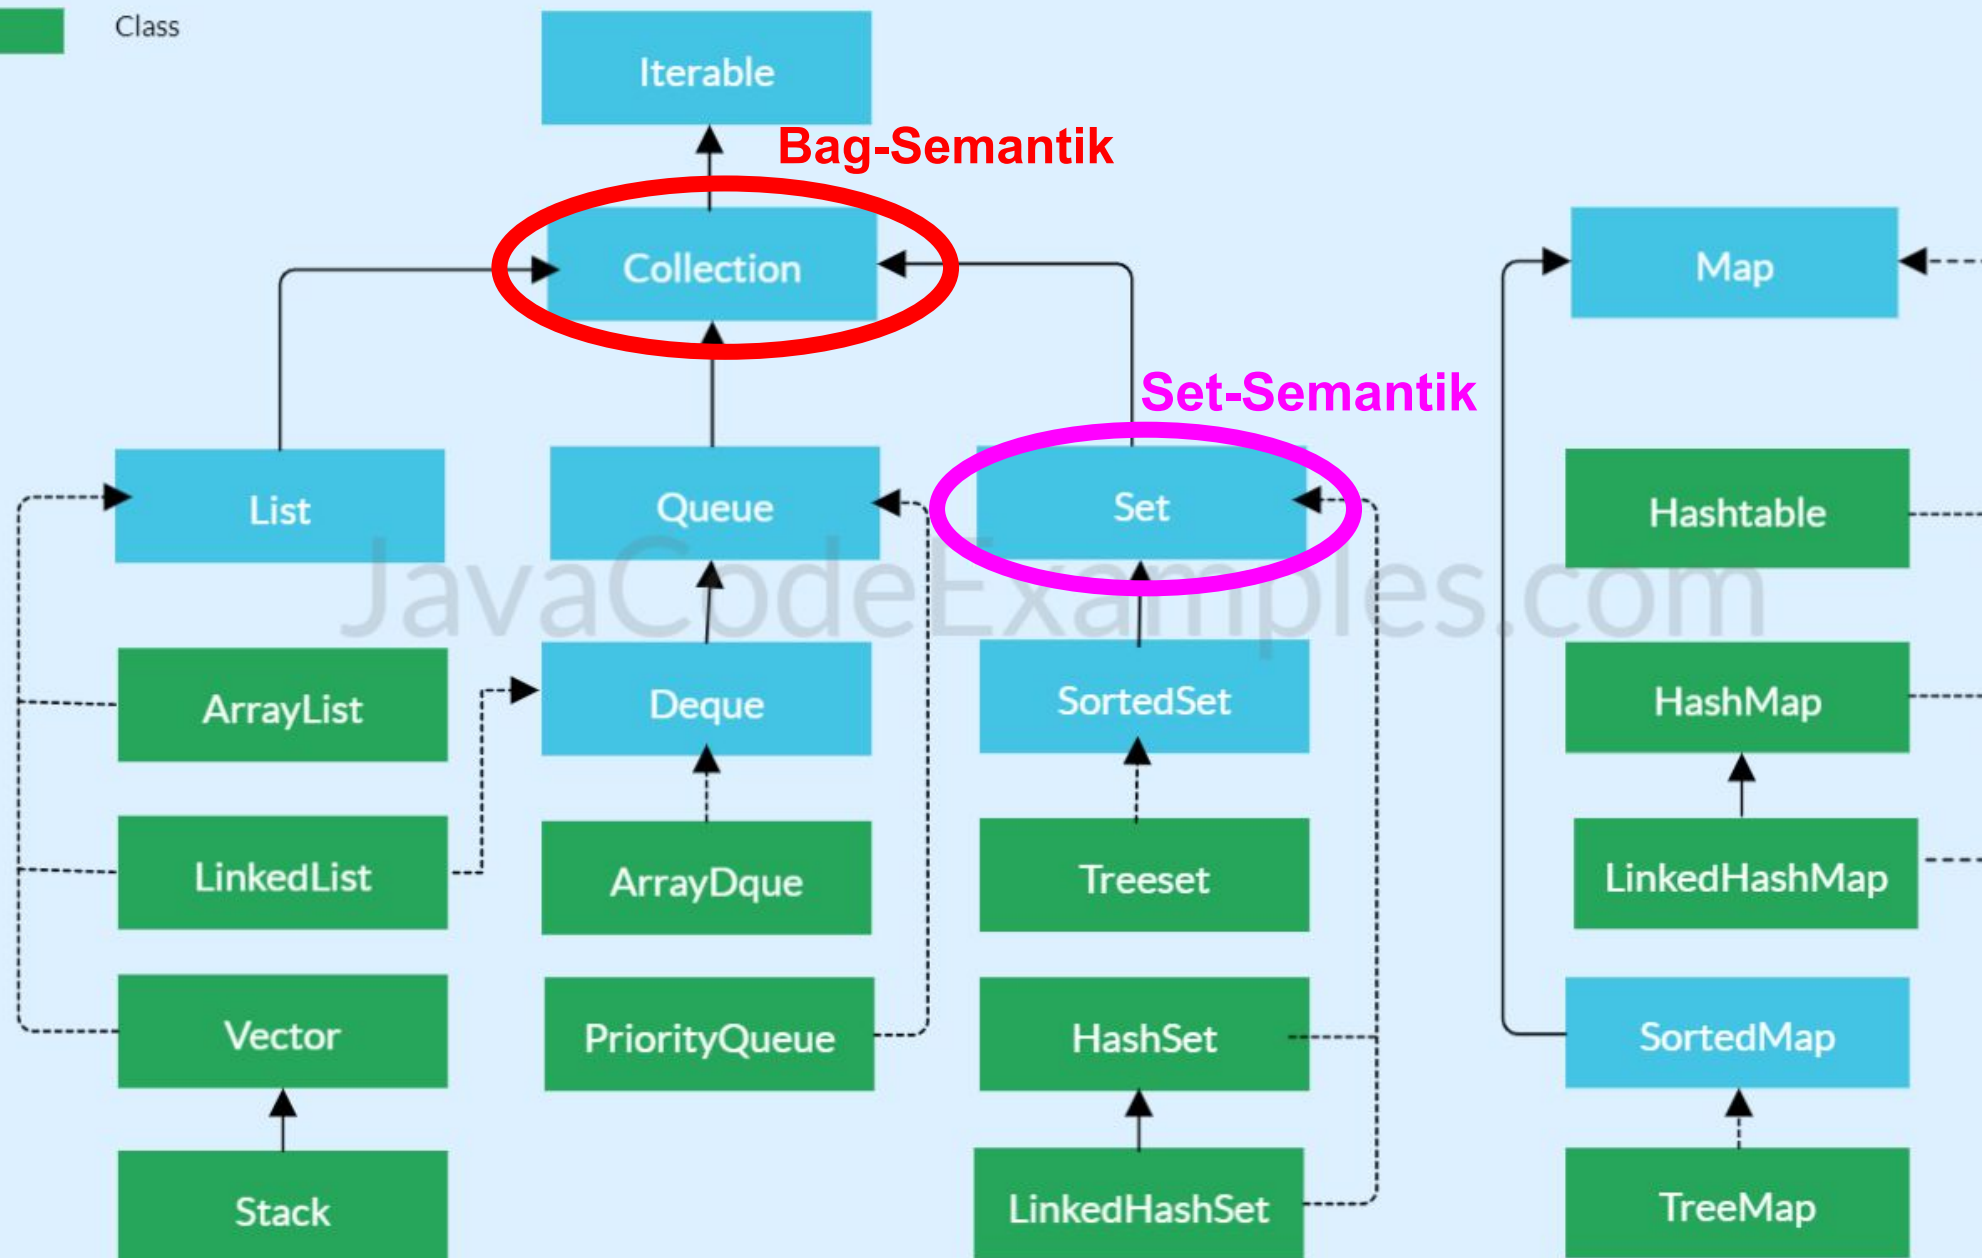 Class
Iterable
Bag-Semantik
Collection
Map
Set-Semantik
List
Queue
Set
Hashtable
JavaCodeExamples.com
ArrayList
Deque
SortedSet
HashMap
LinkedList
ArrayDque
Treeset
LinkedHashMap
Vector
PriorityQueue
HashSet
SortedMap
Stack
LinkedHashSet
TreeMap